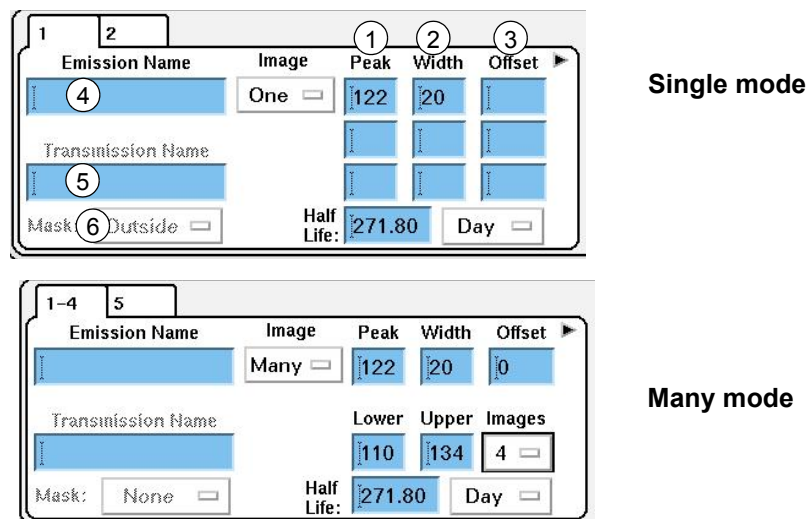 1 2
1 2 3
Emission Name Image Peak Width Offset
4 One 122 20
Transmission Name
5
Mask: 6 Outside Half Life: 271.80 Day
Single mode
1-4 5
Emission Name Image Peak Width Offset
Many 122 20 0
Transmission Name Lower Upper Images
110 134 4
Mask: None Half Life: 271.80 Day
Many mode